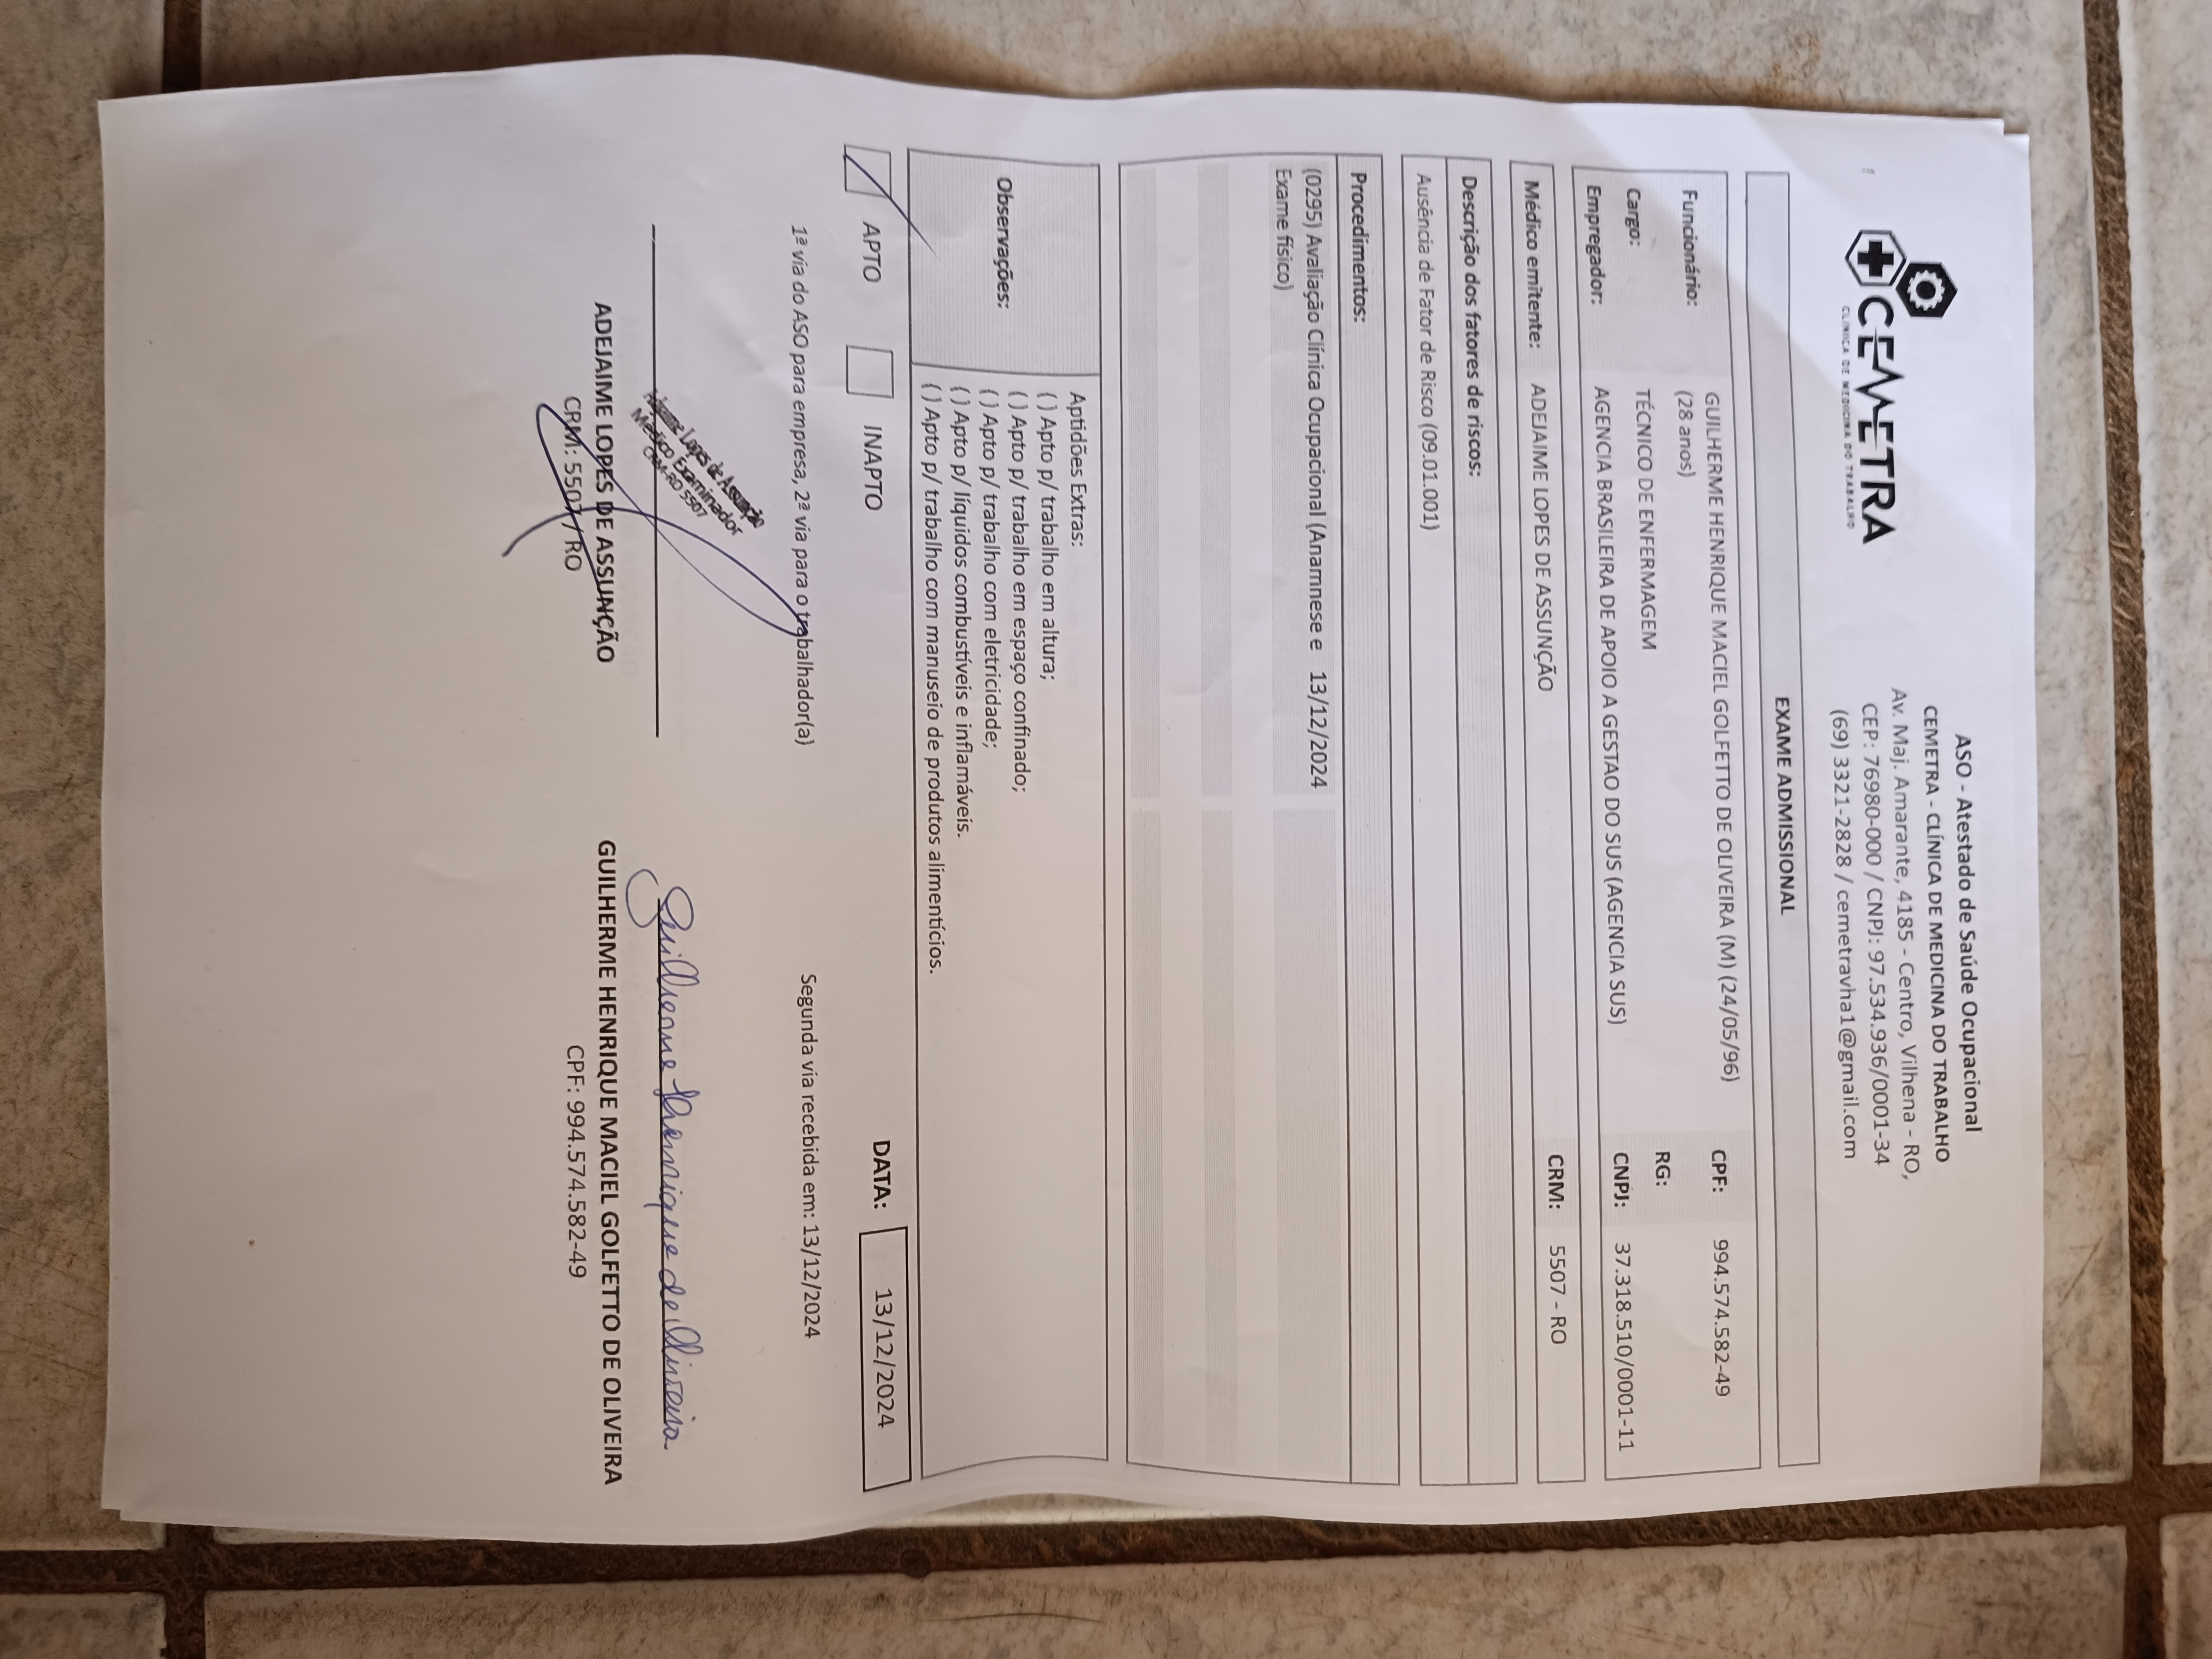 CEMETRA
CLÍNICA DE MEDICINA DO TRABALHO
ASO - Atestado de Saúde Ocupacional
CEMETRA - CLÍNICA DE MEDICINA DO TRABALHO
Av. Maj. Amarante, 4185 - Centro, Vilhena - RO,
CEP: 76980-000 / CNPJ: 97.534.936/0001-34
(69) 3321-2828 / cemetravha1@gmail.com
EXAME ADMISSIONAL
Funcionário: GUILHERME HENRIQUE MACIEL GOLFETTO DE OLIVEIRA (M) (24/05/96) CPF: 994.574.582-49
(28 anos)
Cargo: TÉCNICO DE ENFERMAGEM RG:
Empregador: AGENCIA BRASILEIRA DE APOIO A GESTAO DO SUS (AGENCIA SUS) CNPJ: 37.318.510/0001-11
Médico emitente: ADEJAIME LOPES DE ASSUNÇÃO CRM: 5507 - RO
Descrição dos fatores de riscos:
Ausência de Fator de Risco (09.01.001)
Procedimentos:
(0295) Avaliação Clínica Ocupacional (Anamnese e 13/12/2024
Exame físico)
Observações:
Aptidões Extras:
( ) Apto p/ trabalho em altura;
( ) Apto p/ trabalho em espaço confinado;
( ) Apto p/ trabalho com eletricidade;
( ) Apto p/ líquidos combustíveis e inflamáveis.
( ) Apto p/ trabalho com manuseio de produtos alimentícios.
APTO INAPTO DATA: 13/12/2024
1ª via do ASO para empresa, 2ª via para o trabalhador(a) Segunda via recebida em: 13/12/2024
Adejaime Lopes de Assunção
Médico Examinador
CRM-RO 5507
Guilherme Henrique de Oliveira
ADEJAIME LOPES DE ASSUNÇÃO
CRM: 5507 / RO
GUILHERME HENRIQUE MACIEL GOLFETTO DE OLIVEIRA
CPF: 994.574.582-49